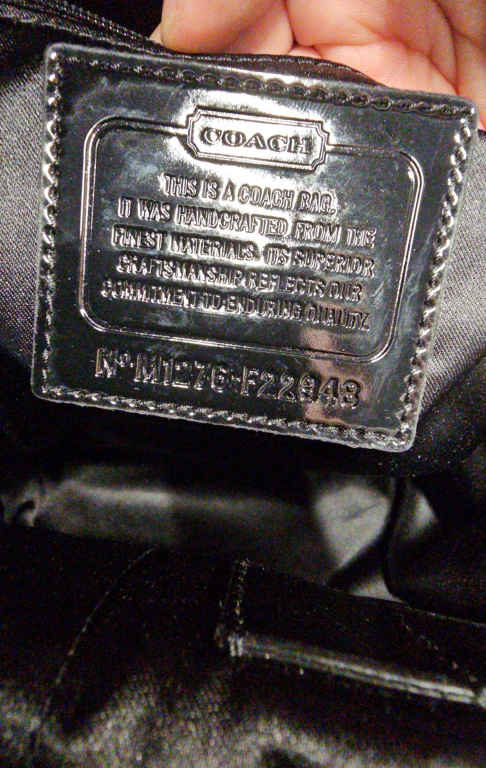 COACH
THIS IS A COACH BAG.
IT WAS HANDCRAFTED FROM THE
FINEST MATERIALS. ITS SUPERIOR
CRAFTSMANSHIP REFLECTS OUR
COMMITMENT TO ENDURING QUALITY.
Nº M1276-F22948